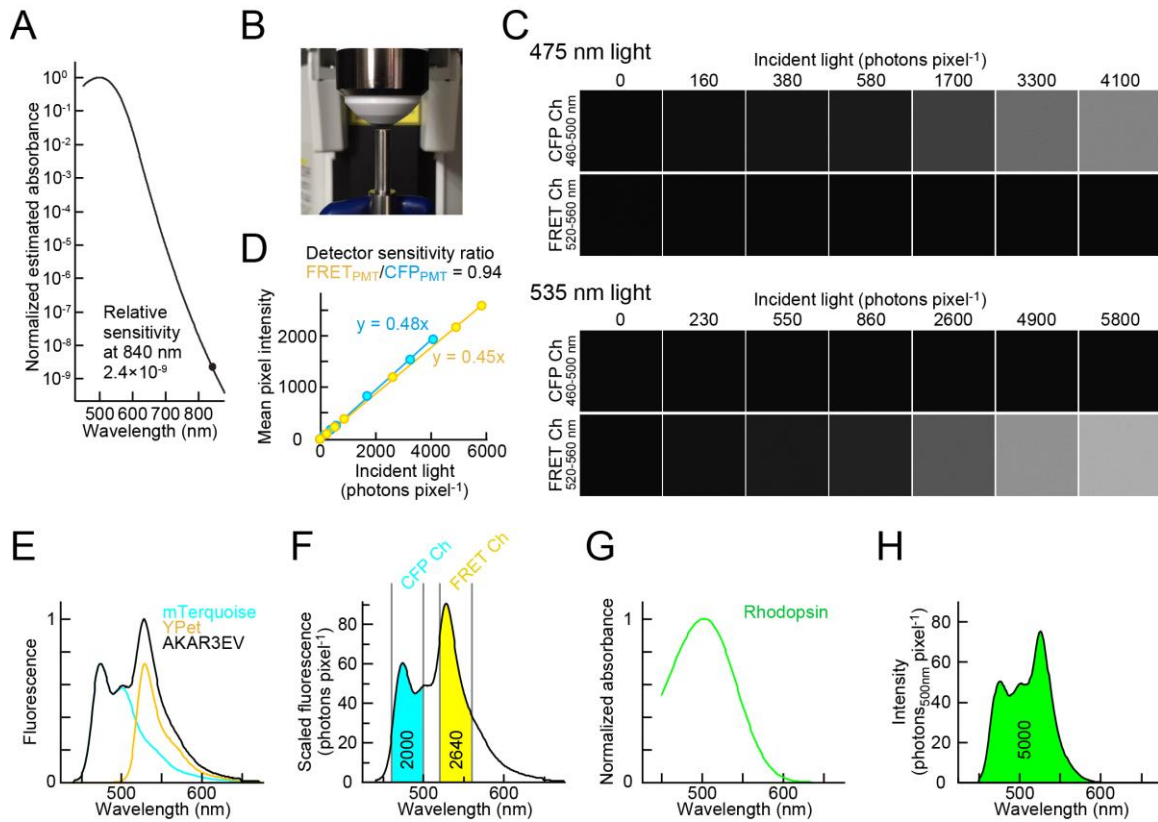 A
10⁰
10⁻¹
10⁻²
10⁻³
10⁻⁴
10⁻⁵
10⁻⁶
10⁻⁷
10⁻⁸
10⁻⁹
Normalized estimated absorbance
Relative
sensitivity
at 840 nm
2.4×10⁻⁹
500 600 700 800
Wavelength (nm)
B
C
475 nm light
Incident light (photons pixel⁻¹)
0 160 380 580 1700 3300 4100
CFP Ch
460-500 nm
FRET Ch
520-560 nm
535 nm light
Incident light (photons pixel⁻¹)
0 230 550 860 2600 4900 5800
CFP Ch
460-500 nm
FRET Ch
520-560 nm
D
Detector sensitivity ratio
FRET_PMT/CFP_PMT = 0.94
y = 0.48x
y = 0.45x
2000
1000
0
Mean pixel intensity
0 2000 4000 6000
Incident light
(photons pixel⁻¹)
E
mTerquoise
YPet
AKAR3EV
1
0
Fluorescence
500 600
Wavelength (nm)
F
CFP Ch
FRET Ch
80
60
40
20
0
Scaled fluorescence
(photons pixel⁻¹)
2000
2640
500 600
Wavelength (nm)
G
Rhodopsin
1
0
Normalized absorbance
500 600
Wavelength (nm)
H
80
60
40
20
0
Intensity
(photons₅₀₀ₙₘ pixel⁻¹)
5000
500 600
Wavelength (nm)